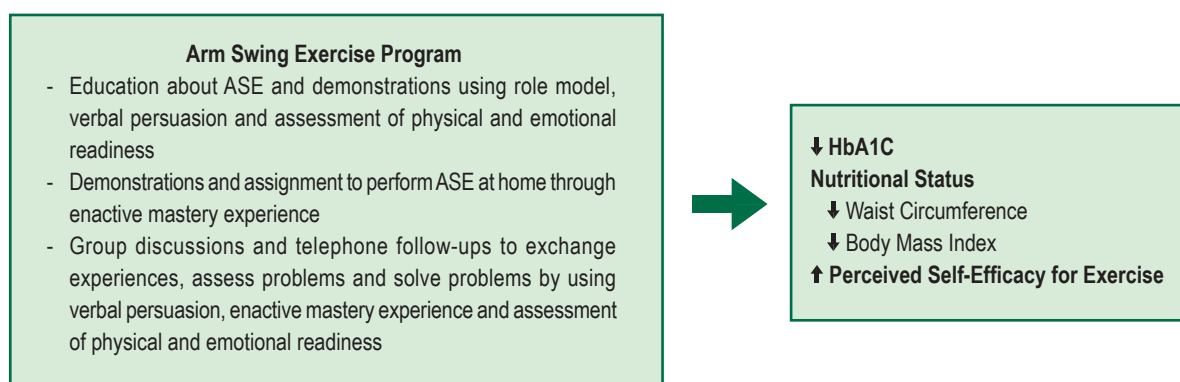 Arm Swing Exercise Program
- Education about ASE and demonstrations using role model,
verbal persuasion and assessment of physical and emotional
readiness
- Demonstrations and assignment to perform ASE at home through
enactive mastery experience
- Group discussions and telephone follow-ups to exchange
experiences, assess problems and solve problems by using
verbal persuasion, enactive mastery experience and assessment
of physical and emotional readiness
⬇ HbA1C
Nutritional Status
⬇ Waist Circumference
⬇ Body Mass Index
⬆ Perceived Self-Efficacy for Exercise